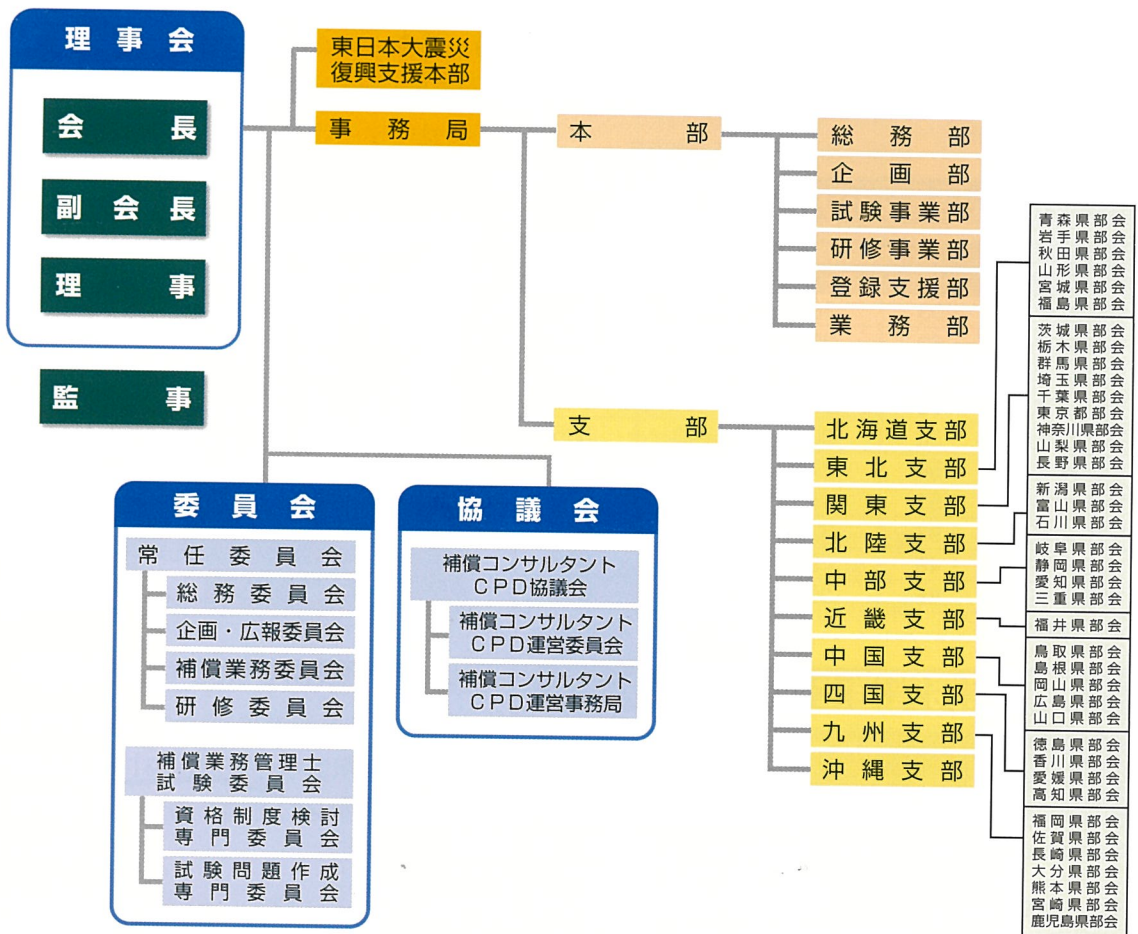 理事会
会長
副会長
理事
監事
東日本大震災
復興支援本部
事務局
本部
総務部
企画部
試験事業部
研修事業部
登録支援部
業務部
支部
北海道支部
東北支部
関東支部
北陸支部
中部支部
近畿支部
中国支部
四国支部
九州支部
沖縄支部
青森県部会
岩手県部会
秋田県部会
山形県部会
宮城県部会
福島県部会
茨城県部会
栃木県部会
群馬県部会
埼玉県部会
千葉県部会
東京都部会
神奈川県部会
山梨県部会
長野県部会
新潟県部会
富山県部会
石川県部会
岐阜県部会
静岡県部会
愛知県部会
三重県部会
福井県部会
鳥取県部会
島根県部会
岡山県部会
広島県部会
山口県部会
徳島県部会
香川県部会
愛媛県部会
高知県部会
福岡県部会
佐賀県部会
長崎県部会
大分県部会
熊本県部会
宮崎県部会
鹿児島県部会
委員会
常任委員会
総務委員会
企画・広報委員会
補償業務委員会
研修委員会
補償業務管理士
試験委員会
資格制度検討
専門委員会
試験問題作成
専門委員会
協議会
補償コンサルタント
CPD協議会
補償コンサルタント
CPD運営委員会
補償コンサルタント
CPD運営事務局